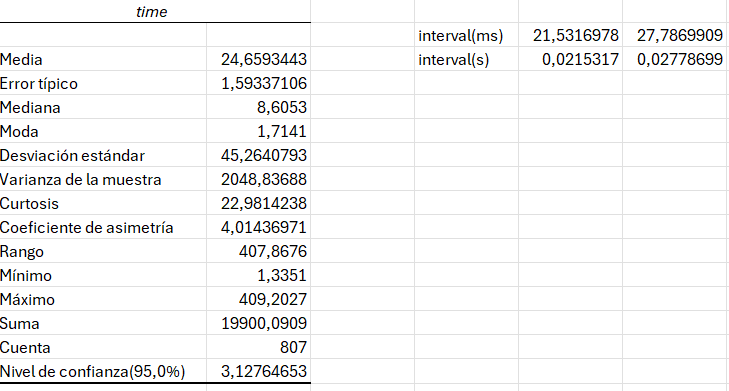 time
interval(ms) 21,5316978 27,7869909
Media 24,6593443 interval(s) 0,0215317 0,02778699
Error típico 1,59337106
Mediana 8,6053
Moda 1,7141
Desviación estándar 45,2640793
Varianza de la muestra 2048,83688
Curtosis 22,9814238
Coeficiente de asimetría 4,01436971
Rango 407,8676
Mínimo 1,3351
Máximo 409,2027
Suma 19900,0909
Cuenta 807
Nivel de confianza(95,0%) 3,12764653